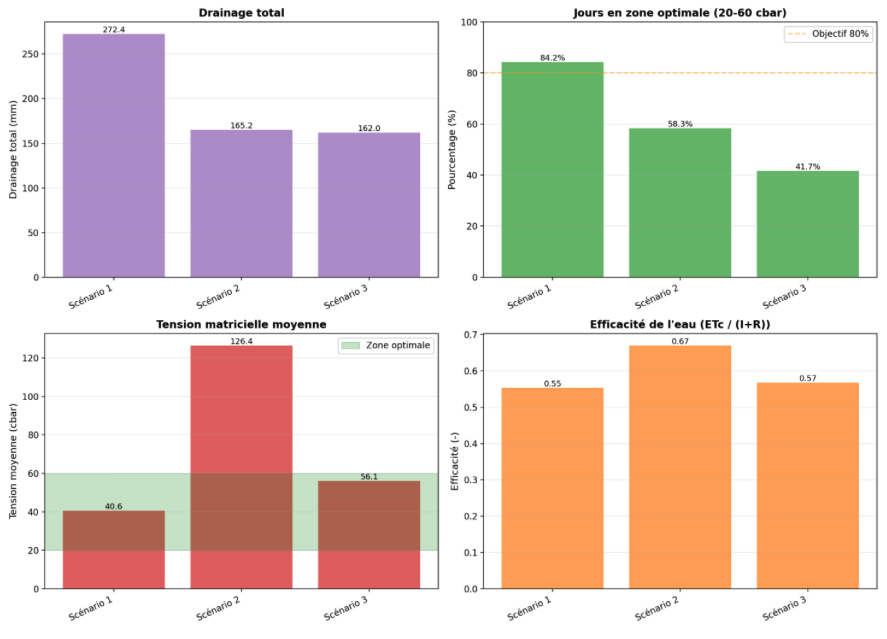 Drainage total
Drainage total (mm)
250
200
150
100
50
0
272.4
165.2
162.0
Scénario 1
Scénario 2
Scénario 3
Jours en zone optimale (20-60 cbar)
Pourcentage (%)
100
80
60
40
20
0
Objectif 80%
84.2%
58.3%
41.7%
Scénario 1
Scénario 2
Scénario 3
Tension matricielle moyenne
Tension moyenne (cbar)
120
100
80
60
40
20
0
Zone optimale
40.6
126.4
56.1
Scénario 1
Scénario 2
Scénario 3
Efficacité de l'eau (ETc / (I+R))
Efficacité (-)
0.7
0.6
0.5
0.4
0.3
0.2
0.1
0.0
0.55
0.67
0.57
Scénario 1
Scénario 2
Scénario 3